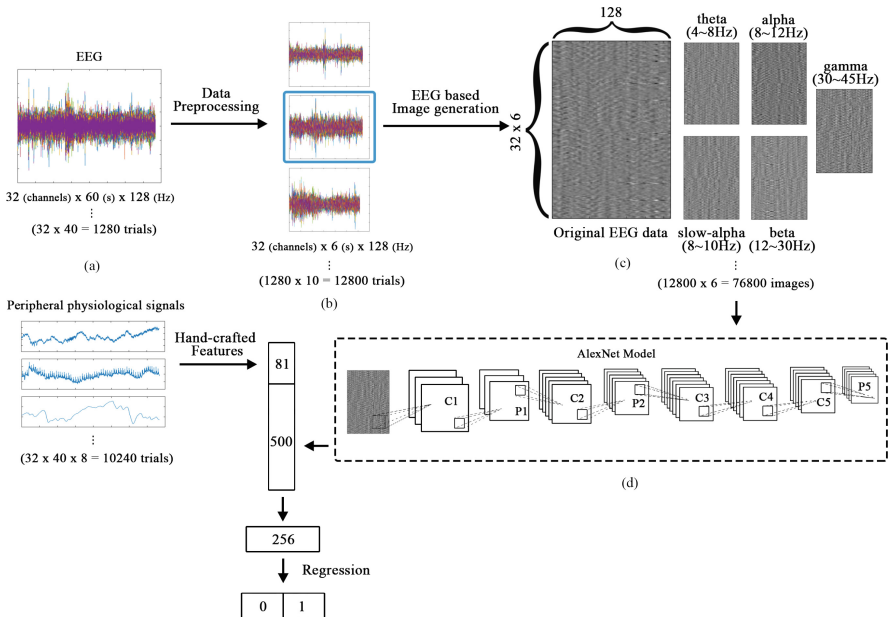 EEG
32 (channels) x 60 (s) x 128 (Hz)
(32 x 40 = 1280 trials)
(a)
Data
Preprocessing
32 (channels) x 6 (s) x 128 (Hz)
(1280 x 10 = 12800 trials)
(b)
EEG based
Image generation
128
32 x 6
Original EEG data
theta
(4~8Hz)
alpha
(8~12Hz)
gamma
(30~45Hz)
slow-alpha
(8~10Hz)
beta
(12~30Hz)
(c)
(12800 x 6 = 76800 images)
Peripheral physiological signals
(32 x 40 x 8 = 10240 trials)
Hand-crafted
Features
81
500
AlexNet Model
C1
P1
C2
P2
C3
C4
C5
P5
(d)
256
Regression
0 1